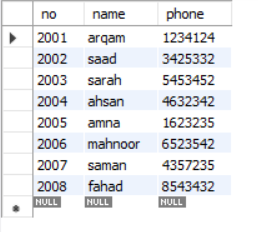 no name phone
2001 arqam 1234124
2002 saad 3425332
2003 sarah 5453452
2004 ahsan 4632342
2005 amna 1623235
2006 mahnoor 6523542
2007 saman 4357235
2008 fahad 8543432
NULL NULL NULL